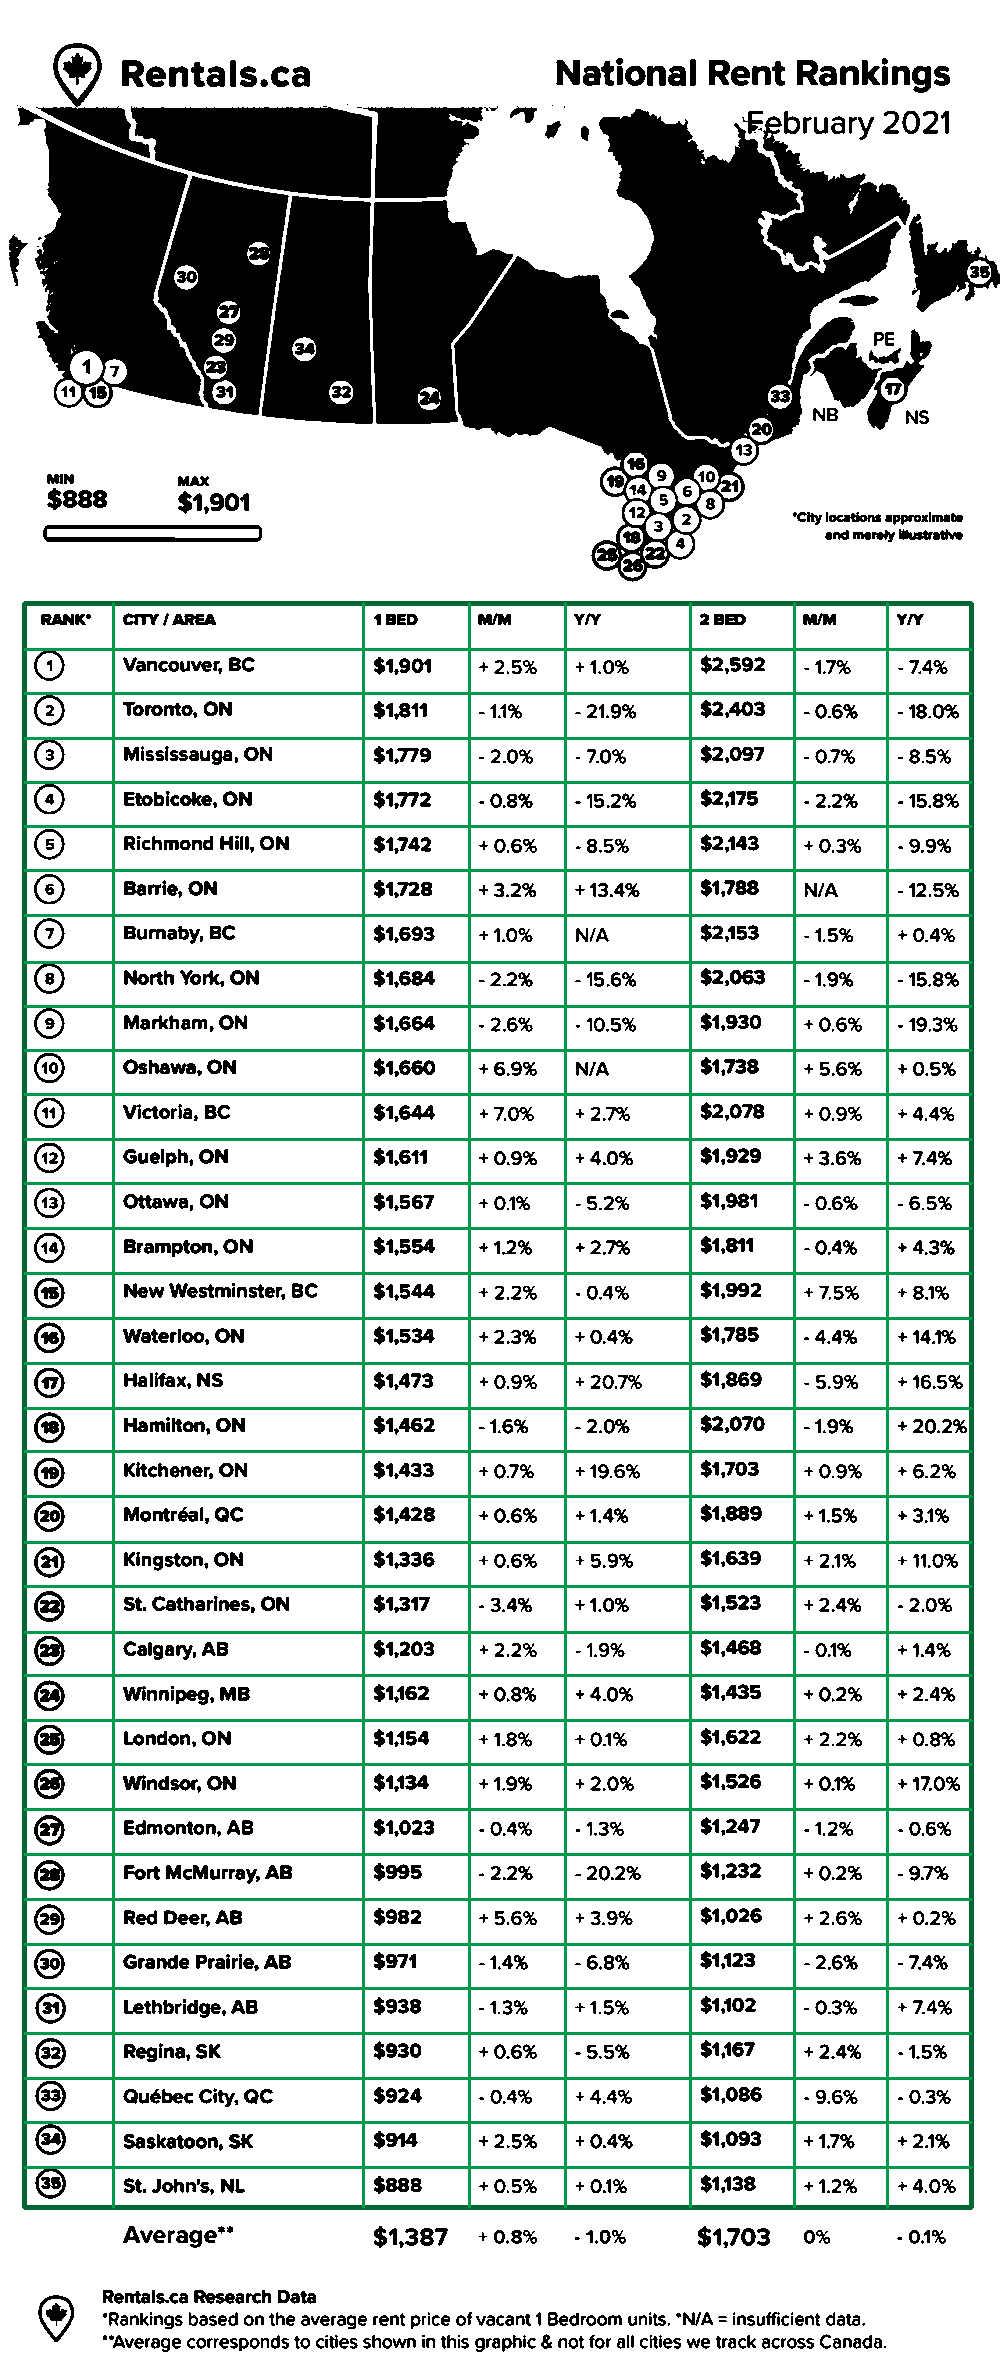 Rentals.ca
National Rent Rankings
February 2021
28
30
27
29
23
31
34
32
24
1
7
11
15
35
PE
17
NB
NS
33
20
13
16
19
9
10
14
5
6
21
12
3
2
8
18
22
4
25
26
MIN
$888
MAX
$1,901
*City locations approximate
and merely illustrative
RANK* CITY / AREA 1 BED M/M Y/Y 2 BED M/M Y/Y
1 Vancouver, BC $1,901 + 2.5% + 1.0% $2,592 - 1.7% - 7.4%
2 Toronto, ON $1,811 - 1.1% - 21.9% $2,403 - 0.6% - 18.0%
3 Mississauga, ON $1,779 - 2.0% - 7.0% $2,097 - 0.7% - 8.5%
4 Etobicoke, ON $1,772 - 0.8% - 15.2% $2,175 - 2.2% - 15.8%
5 Richmond Hill, ON $1,742 + 0.6% - 8.5% $2,143 + 0.3% - 9.9%
6 Barrie, ON $1,728 + 3.2% + 13.4% $1,788 N/A - 12.5%
7 Burnaby, BC $1,693 + 1.0% N/A $2,153 - 1.5% + 0.4%
8 North York, ON $1,684 - 2.2% - 15.6% $2,063 - 1.9% - 15.8%
9 Markham, ON $1,664 - 2.6% - 10.5% $1,930 + 0.6% - 19.3%
10 Oshawa, ON $1,660 + 6.9% N/A $1,738 + 5.6% + 0.5%
11 Victoria, BC $1,644 + 7.0% + 2.7% $2,078 + 0.9% + 4.4%
12 Guelph, ON $1,611 + 0.9% + 4.0% $1,929 + 3.6% + 7.4%
13 Ottawa, ON $1,567 + 0.1% - 5.2% $1,981 - 0.6% - 6.5%
14 Brampton, ON $1,554 + 1.2% + 2.7% $1,811 - 0.4% + 4.3%
15 New Westminster, BC $1,544 + 2.2% - 0.4% $1,992 + 7.5% + 8.1%
16 Waterloo, ON $1,534 + 2.3% + 0.4% $1,785 - 4.4% + 14.1%
17 Halifax, NS $1,473 + 0.9% + 20.7% $1,869 - 5.9% + 16.5%
18 Hamilton, ON $1,462 - 1.6% - 2.0% $2,070 - 1.9% + 20.2%
19 Kitchener, ON $1,433 + 0.7% + 19.6% $1,703 + 0.9% + 6.2%
20 Montréal, QC $1,428 + 0.6% + 1.4% $1,889 + 1.5% + 3.1%
21 Kingston, ON $1,336 + 0.6% + 5.9% $1,639 + 2.1% + 11.0%
22 St. Catharines, ON $1,317 - 3.4% + 1.0% $1,523 + 2.4% - 2.0%
23 Calgary, AB $1,203 + 2.2% - 1.9% $1,468 - 0.1% + 1.4%
24 Winnipeg, MB $1,162 + 0.8% + 4.0% $1,435 + 0.2% + 2.4%
25 London, ON $1,154 + 1.8% + 0.1% $1,622 + 2.2% + 0.8%
26 Windsor, ON $1,134 + 1.9% + 2.0% $1,526 + 0.1% + 17.0%
27 Edmonton, AB $1,023 - 0.4% - 1.3% $1,247 - 1.2% - 0.6%
28 Fort McMurray, AB $995 - 2.2% - 20.2% $1,232 + 0.2% - 9.7%
29 Red Deer, AB $982 + 5.6% + 3.9% $1,026 + 2.6% + 0.2%
30 Grande Prairie, AB $971 - 1.4% - 6.8% $1,123 - 2.6% - 7.4%
31 Lethbridge, AB $938 - 1.3% + 1.5% $1,102 - 0.3% + 7.4%
32 Regina, SK $930 + 0.6% - 5.5% $1,167 + 2.4% - 1.5%
33 Québec City, QC $924 - 0.4% + 4.4% $1,086 - 9.6% - 0.3%
34 Saskatoon, SK $914 + 2.5% + 0.4% $1,093 + 1.7% + 2.1%
35 St. John's, NL $888 + 0.5% + 0.1% $1,138 + 1.2% + 4.0%
Average** $1,387 + 0.8% - 1.0% $1,703 0% - 0.1%
Rentals.ca Research Data
*Rankings based on the average rent price of vacant 1 Bedroom units. *N/A = insufficient data.
**Average corresponds to cities shown in this graphic & not for all cities we track across Canada.